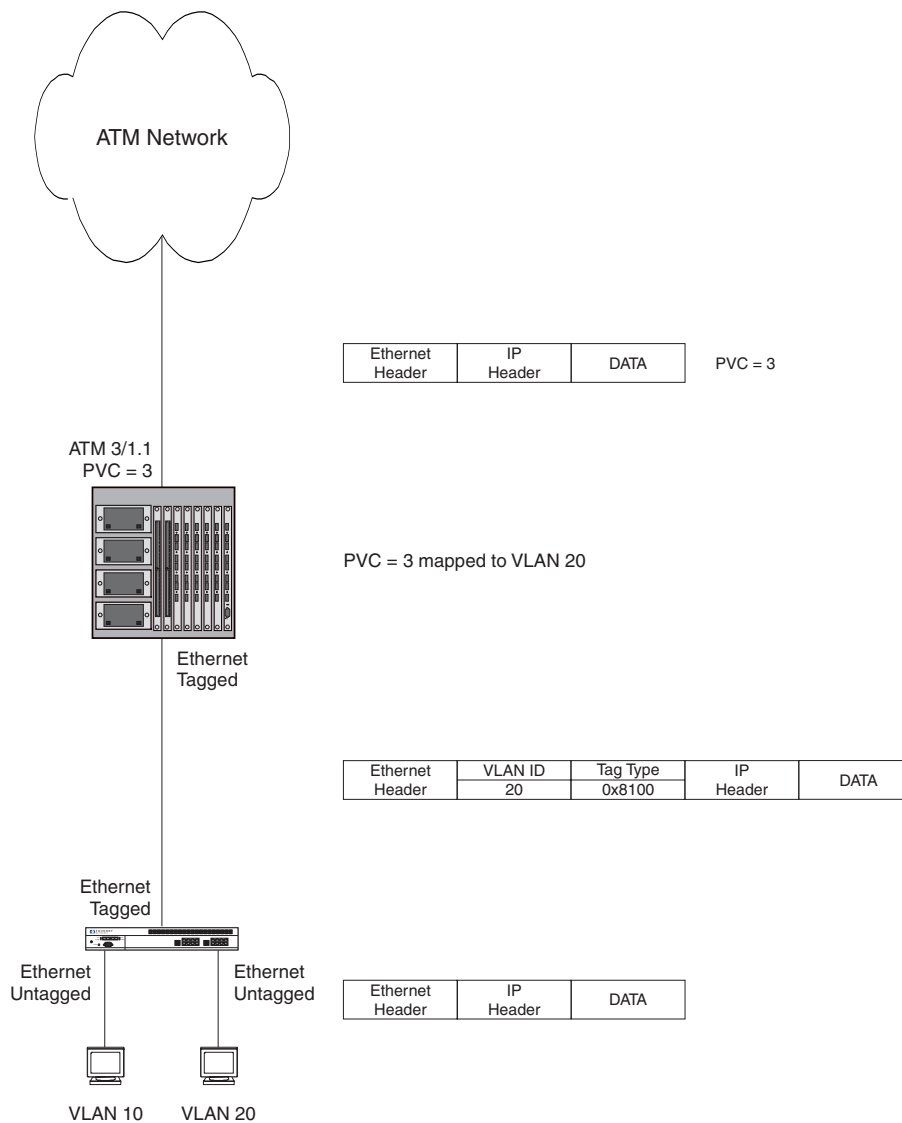 ATM Network
Ethernet
Header
IP
Header
DATA
PVC = 3
ATM 3/1.1
PVC = 3
PVC = 3 mapped to VLAN 20
Ethernet
Tagged
Ethernet
Header
VLAN ID
20
Tag Type
0x8100
IP
Header
DATA
Ethernet
Tagged
Ethernet
Untagged
Ethernet
Untagged
Ethernet
Header
IP
Header
DATA
VLAN 10
VLAN 20